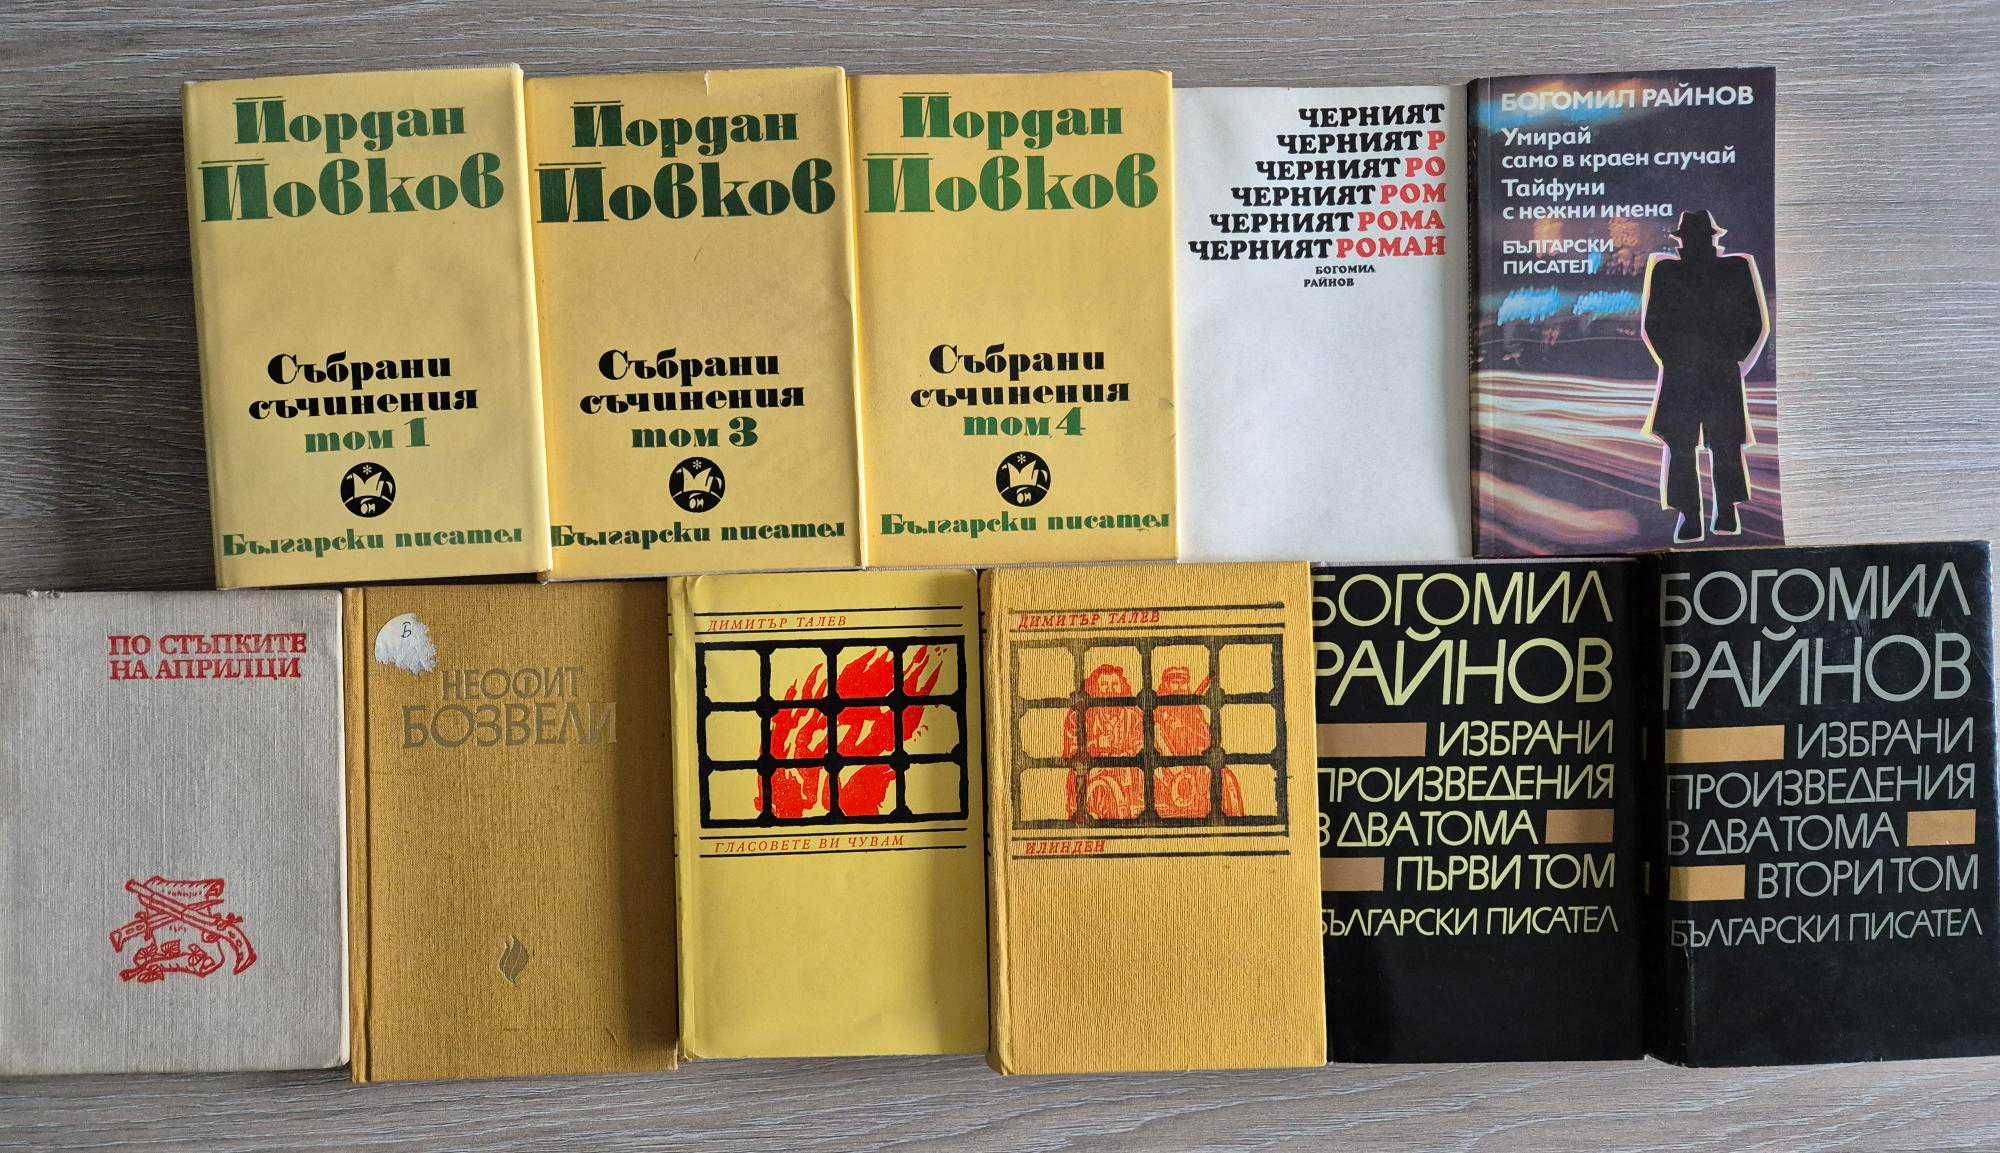 Йордан
Йовков
Събрани
съчинения
том 1
би
Български писател
Йордан
Йовков
Събрани
съчинения
том 3
би
Български писател
Йордан
Йовков
Събрани
съчинения
том 4
би
Български писател
ЧЕРНИЯТ
ЧЕРНИЯТ Р
ЧЕРНИЯТ РО
ЧЕРНИЯТ РОМ
ЧЕРНИЯТ РОМА
ЧЕРНИЯТ РОМАН
БОГОМИЛ
РАЙНОВ
БОГОМИЛ РАЙНОВ
Умирай
само в краен случай
Тайфуни
с нежни имена
БЪЛГАРСКИ
ПИСАТЕЛ
ПО СТЪПКИТЕ
НА АПРИЛЦИ
Б
НЕОФИТ
БОЗВЕЛИ
ДИМИТЪР ТАЛЕВ
ГЛАСОВЕТЕ ВИ ЧУВАМ
ДИМИТЪР ТАЛЕВ
ИЛИНДЕН
БОГОМИЛ
РАЙНОВ
ИЗБРАНИ
ПРОИЗВЕДЕНИЯ
В ДВА ТОМА
ПЪРВИ ТОМ
БЪЛГАРСКИ ПИСАТЕЛ
БОГОМИЛ
РАЙНОВ
ИЗБРАНИ
ПРОИЗВЕДЕНИЯ
В ДВА ТОМА
ВТОРИ ТОМ
БЪЛГАРСКИ ПИСАТЕЛ